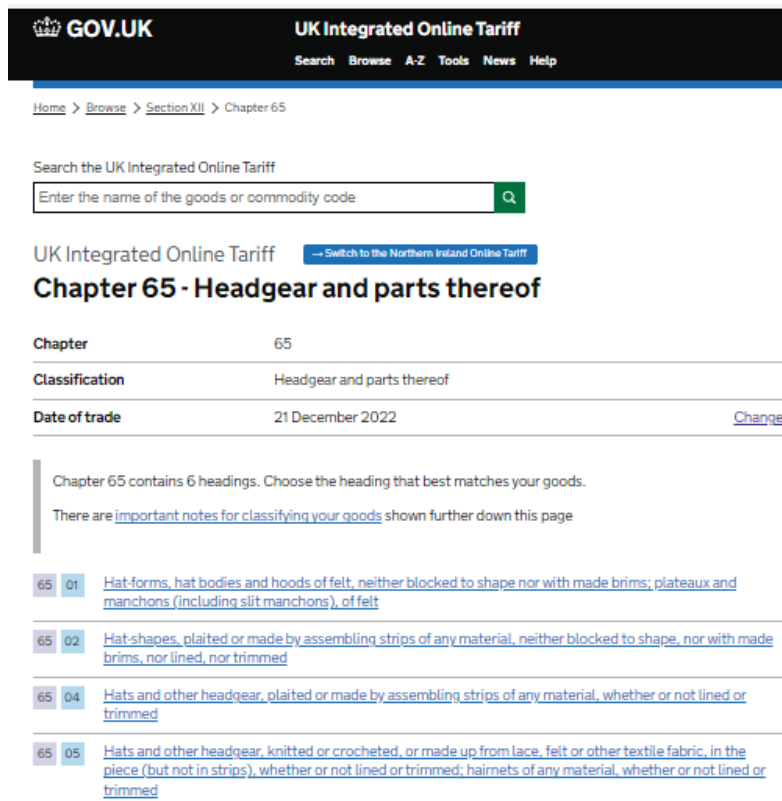 GOV.UK
UK Integrated Online Tariff
Search Browse A-Z Tools News Help
Home > Browse > Section XII > Chapter 65
Search the UK Integrated Online Tariff
Enter the name of the goods or commodity code
UK Integrated Online Tariff → Switch to the Northern Ireland Online Tariff
Chapter 65 - Headgear and parts thereof
Chapter 65
Classification Headgear and parts thereof
Date of trade 21 December 2022 Change
Chapter 65 contains 6 headings. Choose the heading that best matches your goods.
There are important notes for classifying your goods shown further down this page
65 01 Hat-forms, hat bodies and hoods of felt, neither blocked to shape nor with made brims; plateaux and
manchons (including slit manchons), of felt
65 02 Hat-shapes, plaited or made by assembling strips of any material, neither blocked to shape, nor with made
brims, nor lined, nor trimmed
65 04 Hats and other headgear, plaited or made by assembling strips of any material, whether or not lined or
trimmed
65 05 Hats and other headgear, knitted or crocheted, or made up from lace, felt or other textile fabric, in the
piece (but not in strips), whether or not lined or trimmed; hairnets of any material, whether or not lined or
trimmed